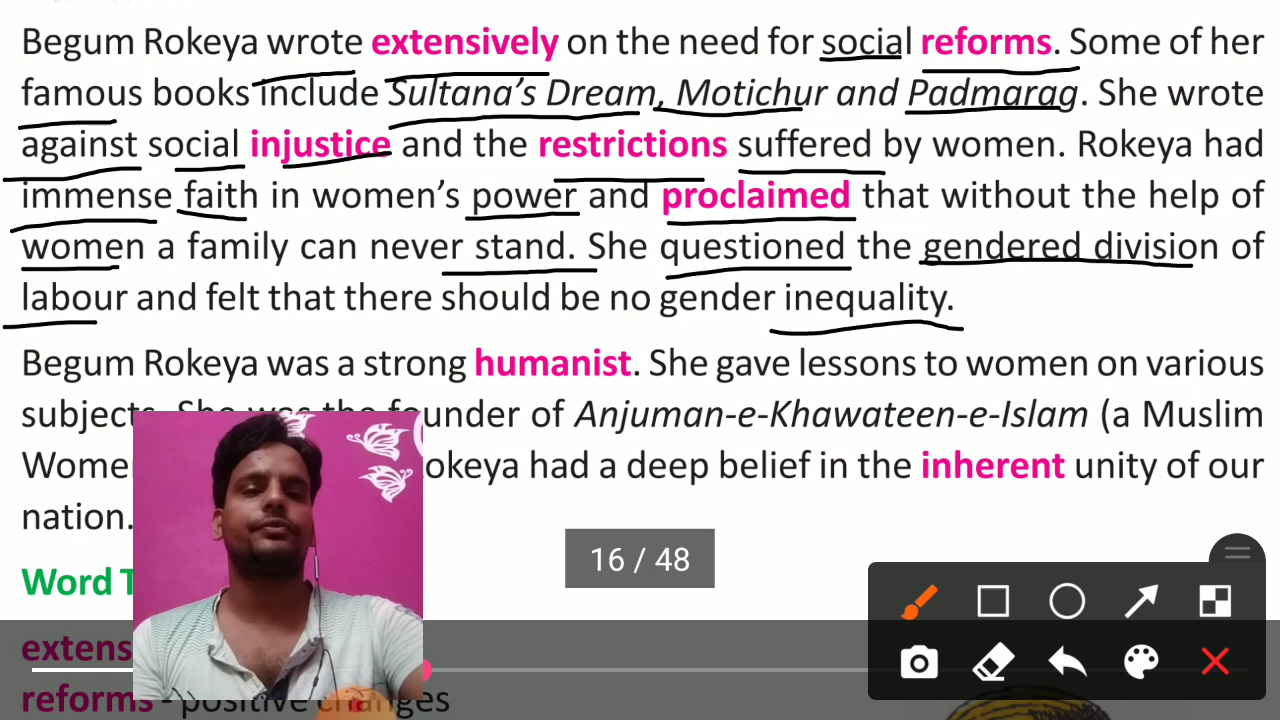 Begum Rokeya wrote extensively on the need for social reforms. Some of her
famous books include Sultana's Dream, Motichur and Padmarag. She wrote
against social injustice and the restrictions suffered by women. Rokeya had
immense faith in women's power and proclaimed that without the help of
women a family can never stand. She questioned the gendered division of
labour and felt that there should be no gender inequality.
Begum Rokeya was a strong humanist. She gave lessons to women on various
subjects. She was the founder of Anjuman-e-Khawateen-e-Islam (a Muslim
okeya had a deep belief in the inherent unity of our
nation.
16 / 48
Word
extens
reforms - positive changes